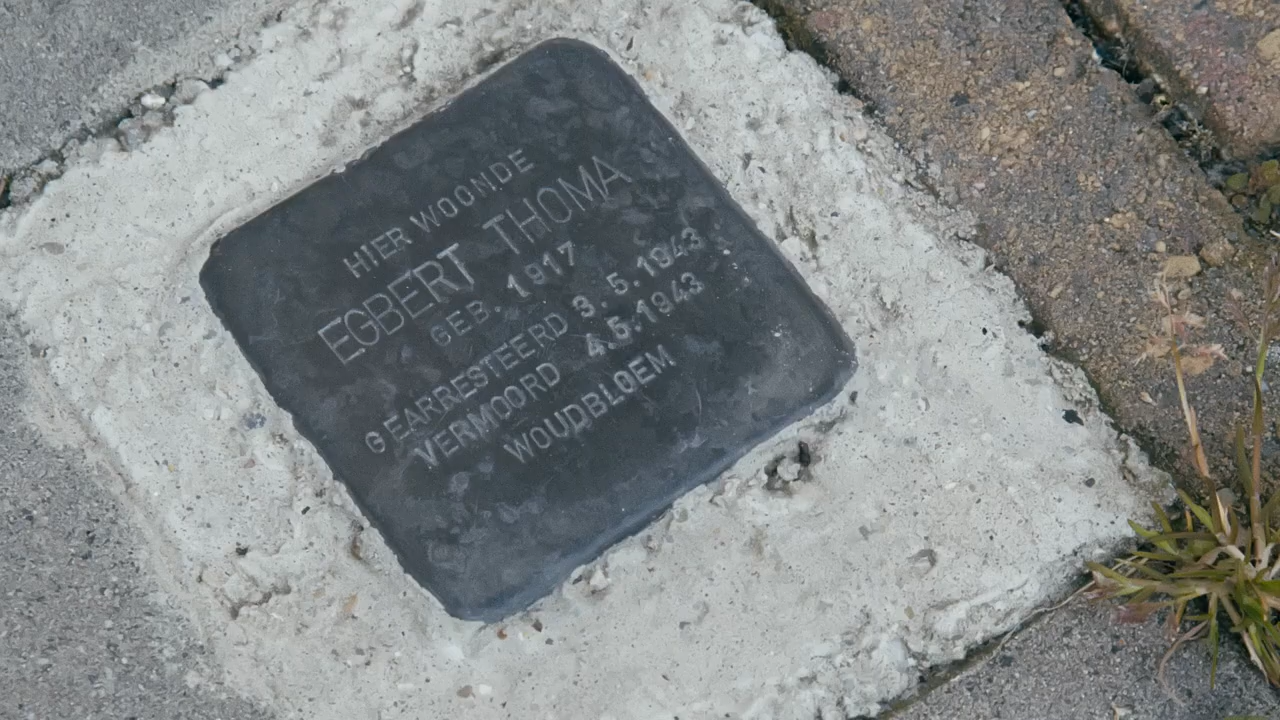 HIER WOONDE
EGBERT THOMA
GEB. 1917
GEARRESTEERD 3.5.1943
VERMOORD 4.5.1943
WOUDBLOEM